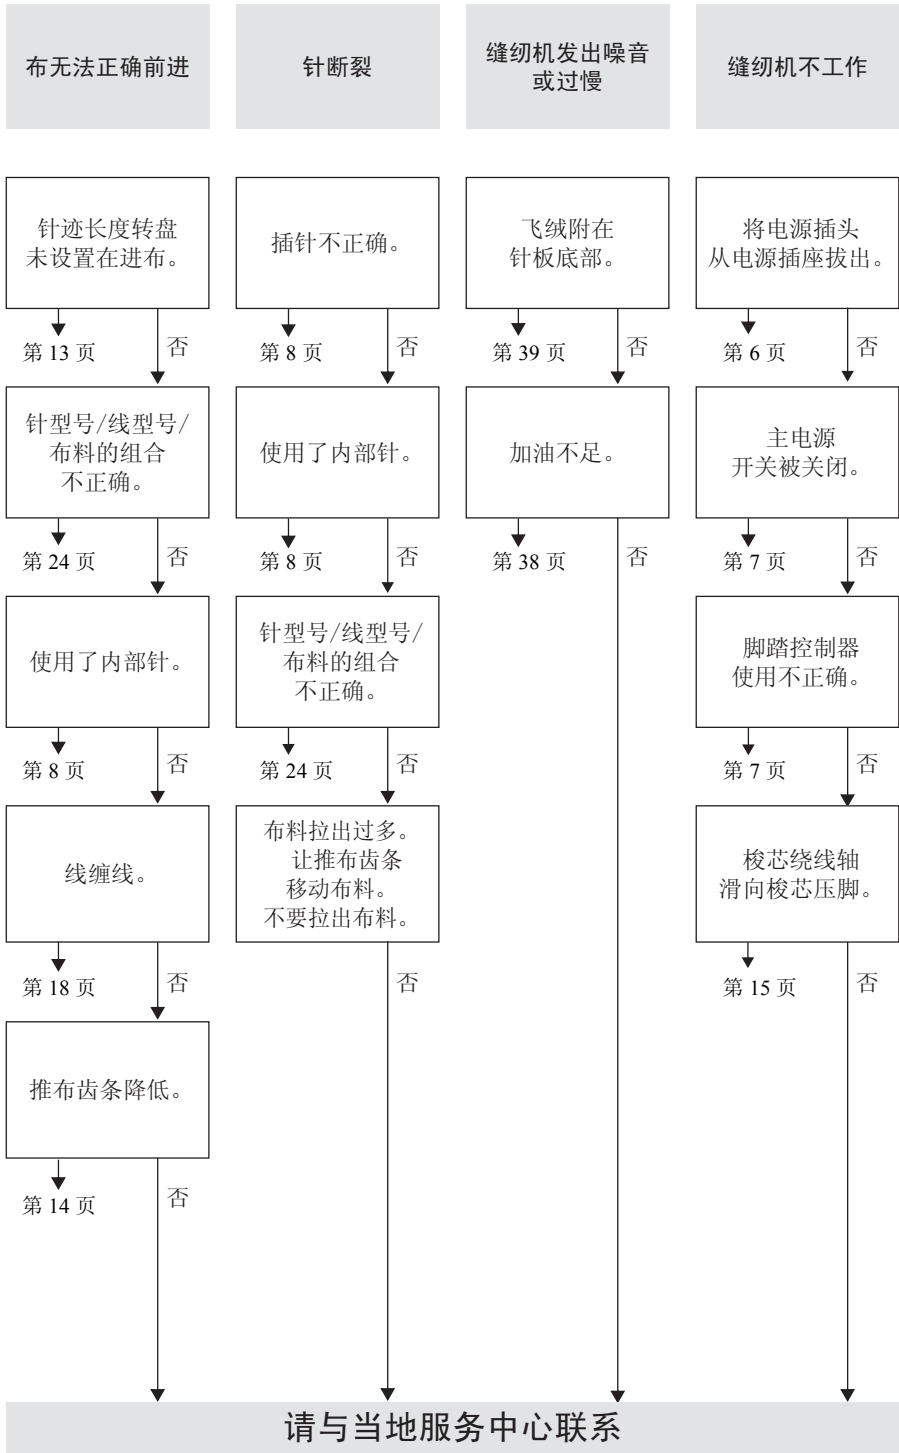 布无法正确前进
针迹长度转盘
未设置在进布。
第 13 页
否
针型号/线型号/
布料的组合
不正确。
第 24 页
否
使用了内部针。
第 8 页
否
线缠线。
第 18 页
否
推布齿条降低。
第 14 页
否
针断裂
插针不正确。
第 8 页
否
使用了内部针。
第 8 页
否
针型号/线型号/
布料的组合
不正确。
第 24 页
否
布料拉出过多。
让推布齿条
移动布料。
不要拉出布料。
否
缝纫机发出噪音
或过慢
飞绒附在
针板底部。
第 39 页
否
加油不足。
第 38 页
否
缝纫机不工作
将电源插头
从电源插座拔出。
第 6 页
否
主电源
开关被关闭。
第 7 页
否
脚踏控制器
使用不正确。
第 7 页
否
梭芯绕线轴
滑向梭芯压脚。
第 15 页
否
请与当地服务中心联系